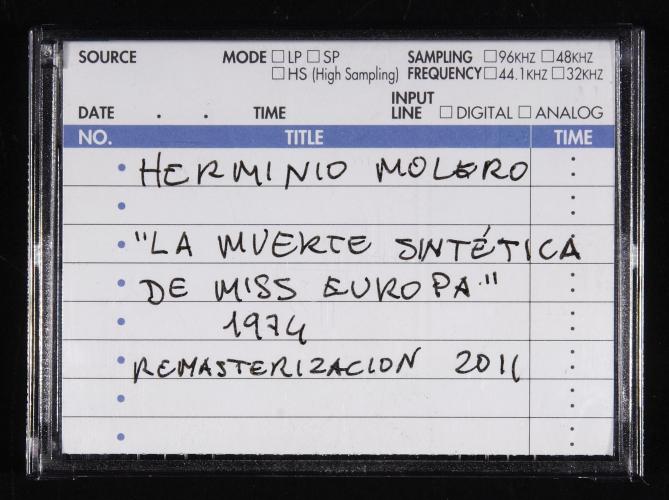 SOURCE MODE □ LP □ SP SAMPLING □ 96KHZ □ 48KHZ
□ HS (High Sampling) FREQUENCY □ 44.1KHZ □ 32KHZ
DATE . . TIME INPUT LINE □ DIGITAL □ ANALOG
NO. TITLE TIME
HERMINIO MOLERO
"LA MUERTE SINTÉTICA
DE MISS EUROPA"
1974
REMASTERIZACION 2011